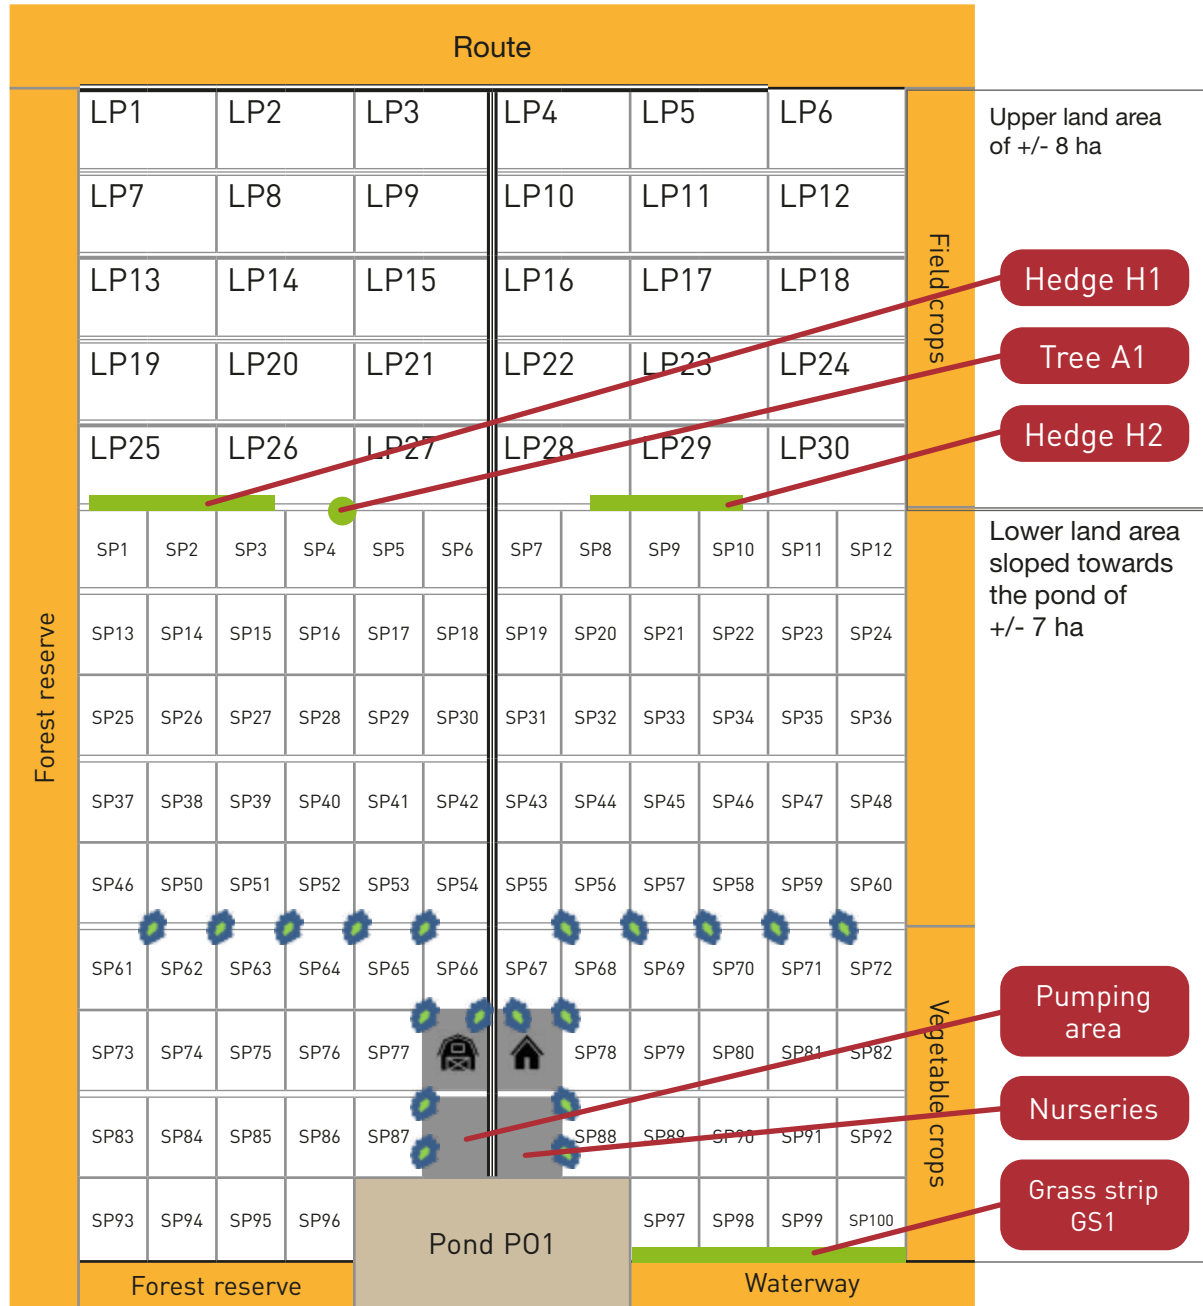 Route
LP1 LP2 LP3 LP4 LP5 LP6
Upper land area
of +/- 8 ha
LP7 LP8 LP9 LP10 LP11 LP12
Field crops
LP13 LP14 LP15 LP16 LP17 LP18
Hedge H1
Tree A1
LP19 LP20 LP21 LP22 LP23 LP24
Hedge H2
LP25 LP26 LP27 LP28 LP29 LP30
Lower land area
sloped towards
the pond of
+/- 7 ha
SP1 SP2 SP3 SP4 SP5 SP6 SP7 SP8 SP9 SP10 SP11 SP12
SP13 SP14 SP15 SP16 SP17 SP18 SP19 SP20 SP21 SP22 SP23 SP24
Forest reserve
SP25 SP26 SP27 SP28 SP29 SP30 SP31 SP32 SP33 SP34 SP35 SP36
SP37 SP38 SP39 SP40 SP41 SP42 SP43 SP44 SP45 SP46 SP47 SP48
SP46 SP50 SP51 SP52 SP53 SP54 SP55 SP56 SP57 SP58 SP59 SP60
SP61 SP62 SP63 SP64 SP65 SP66 SP67 SP68 SP69 SP70 SP71 SP72
Pumping
area
Vegetable crops
SP73 SP74 SP75 SP76 SP77 SP78 SP79 SP80 SP81 SP82
Nurseries
SP83 SP84 SP85 SP86 SP87 SP88 SP89 SP90 SP91 SP92
Grass strip
GS1
SP93 SP94 SP95 SP96 SP97 SP98 SP99 SP100
Pond PO1
Forest reserve
Waterway